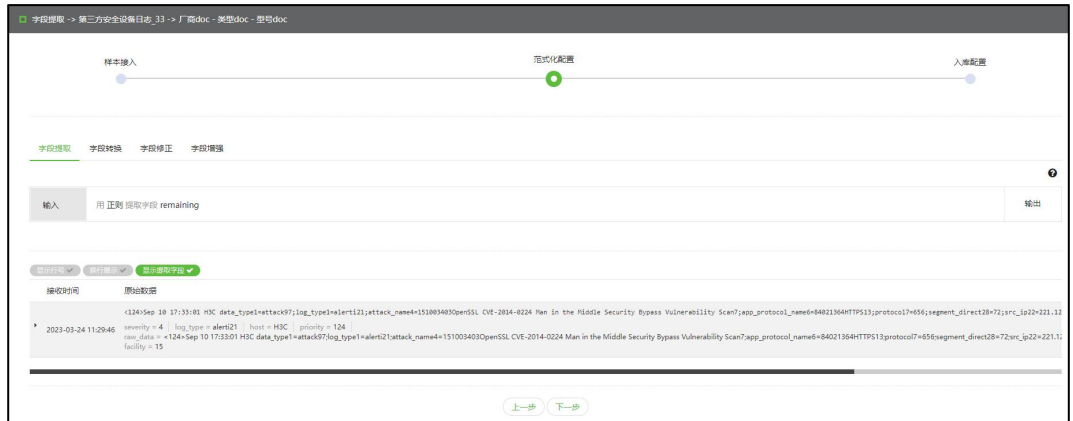 字段提取 -> 第三方安全设备日志_33 -> 厂商doc - 类型doc - 型号doc
样本接入 范式化配置 入库配置
字段提取 字段转换 字段修正 字段增强
输入 用 正则 提取字段 remaining 输出
显示行号 换行展示 显示提取字段
接收时间 原始数据
<124>Sep 10 17:33:01 H3C data_type1=attack97;log_type1=alerti21;attack_name4=151003403OpenSSL CVE-2014-0224 Man in the Middle Security Bypass Vulnerability Scan7;app_protocol_name6=84021364HTTPS13;protocol7=656;segment_direct28=72;src_ip22=221.12
2023-03-24 11:29:46 severity = 4 log_type = alerti21 host = H3C priority = 124
raw_data = <124>Sep 10 17:33:01 H3C data_type1=attack97;log_type1=alerti21;attack_name4=151003403OpenSSL CVE-2014-0224 Man in the Middle Security Bypass Vulnerability Scan7;app_protocol_name6=84021364HTTPS13;protocol7=656;segment_direct28=72;src_ip22=221.12
facility = 15
上一步 下一步